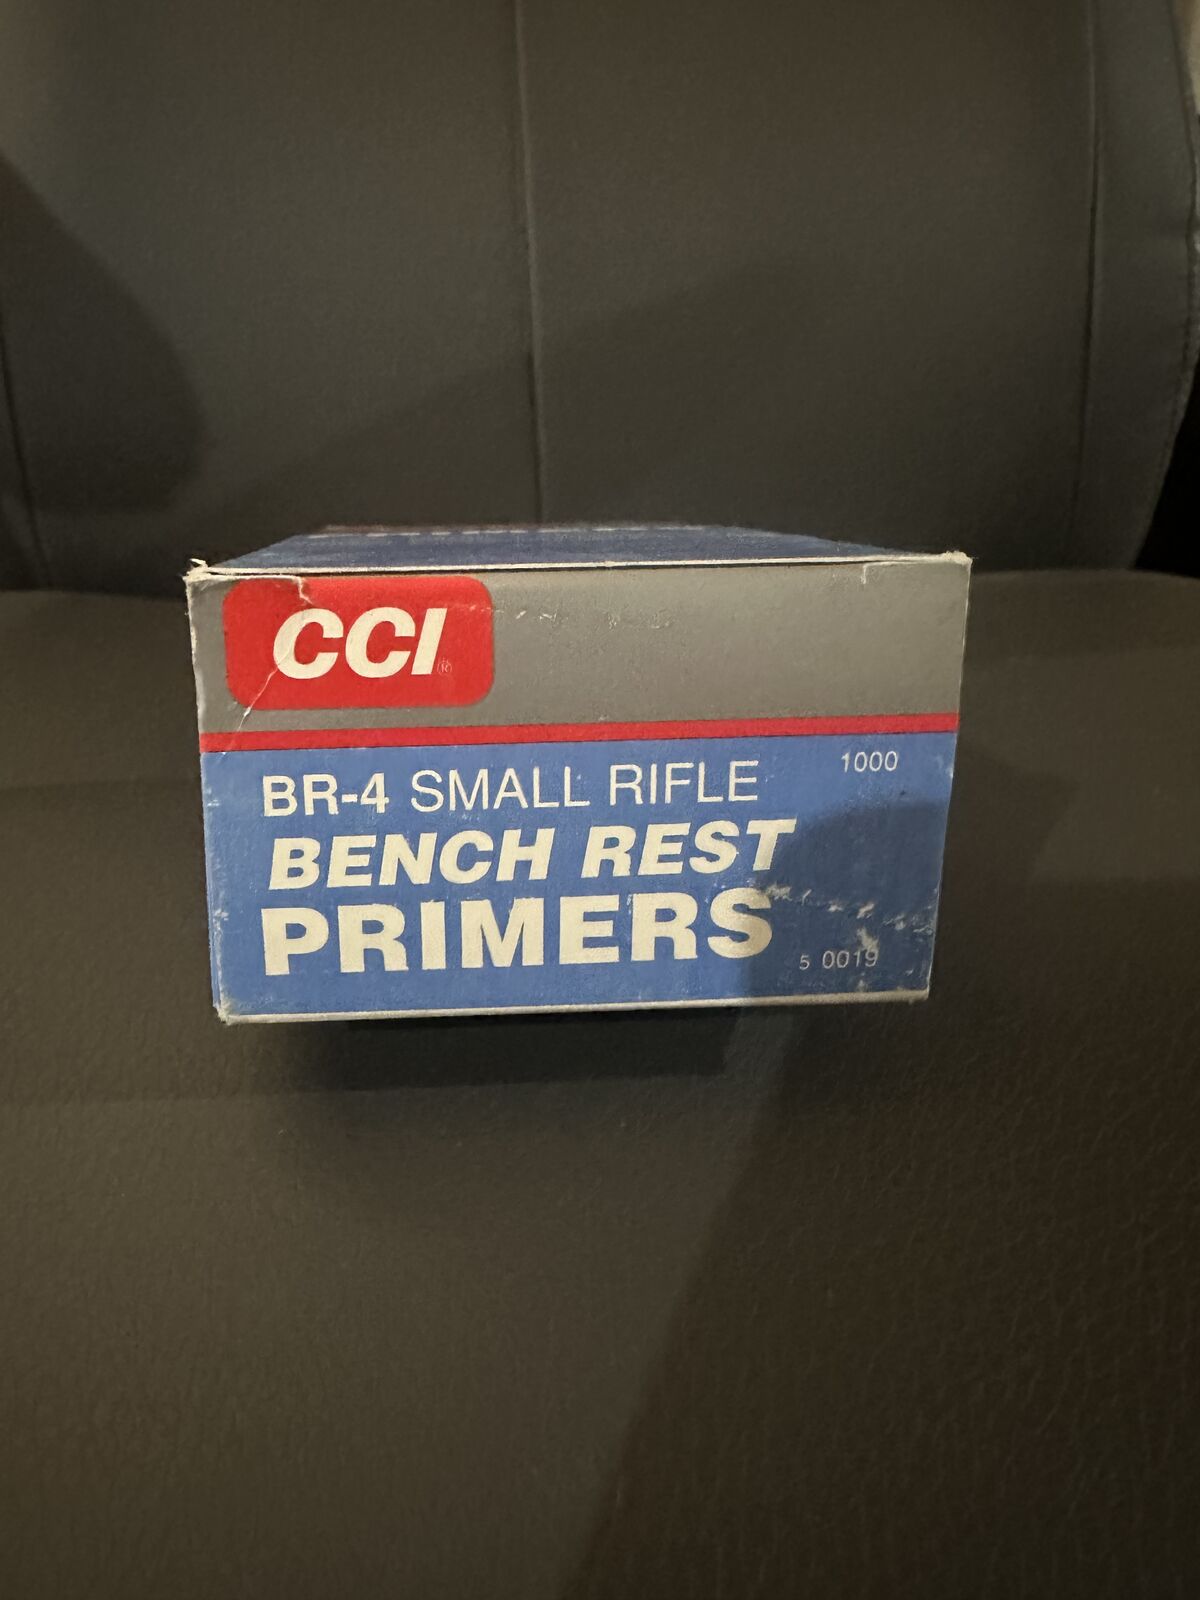 CCI®
BR-4 SMALL RIFLE 1000
BENCH REST
PRIMERS
5 0019